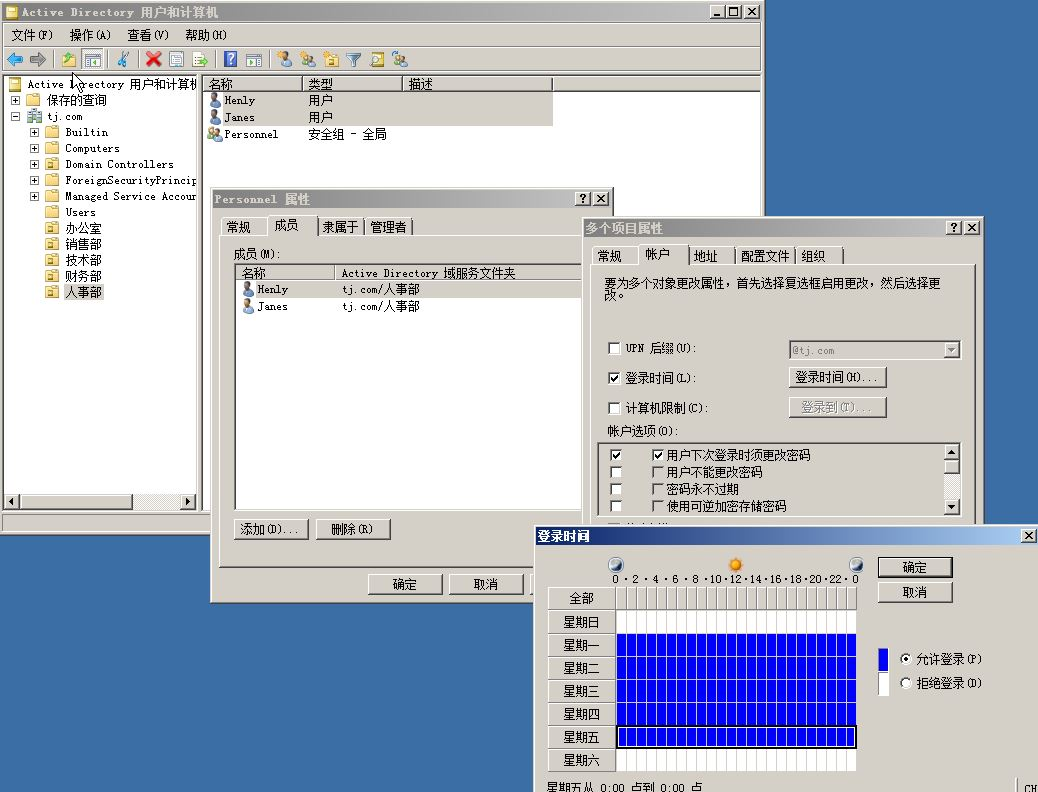 Active Directory 用户和计算机
文件(F) 操作(A) 查看(V) 帮助(H)
Active Directory 用户和计算机
保存的查询
tj.com
Builtin
Computers
Domain Controllers
ForeignSecurityPrincip
Managed Service Accour
Users
办公室
销售部
技术部
财务部
人事部
名称 类型 描述
Henly 用户
Janes 用户
Personnel 安全组 - 全局
Personnel 属性
常规 成员 隶属于 管理者
成员(M):
名称 Active Directory 域服务文件夹
Henly tj.com/人事部
Janes tj.com/人事部
添加(D)... 删除(R)
确定 取消
多个项目属性
常规 帐户 地址 配置文件 组织
要为多个对象更改属性，首先选择复选框启用更改，然后选择更
改。
UPN 后缀(U): @tj.com
登录时间(L): 登录时间(H)...
计算机限制(C): 登录到(T)...
帐户选项(O):
用户下次登录时须更改密码
用户不能更改密码
密码永不过期
使用可逆加密存储密码
登录时间
0·2·4·6·8·10·12·14·16·18·20·22·0
全部
星期日
星期一
星期二
星期三
星期四
星期五
星期六
确定
取消
允许登录(P)
拒绝登录(D)
星期五从 0:00 点到 0:00 点
CH